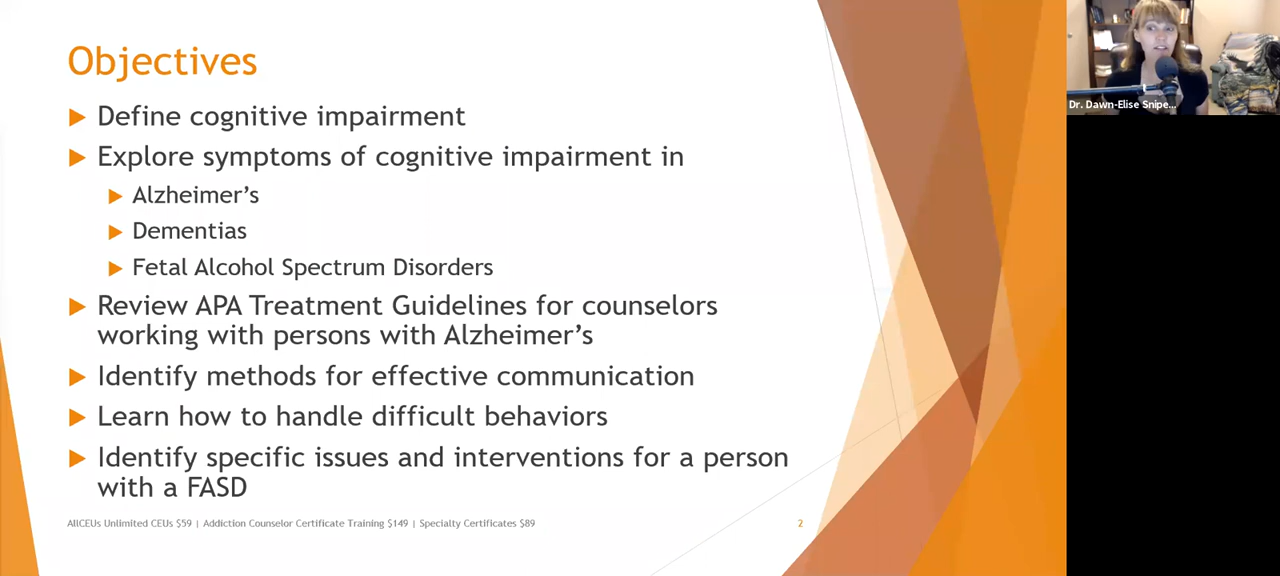 Objectives
Define cognitive impairment
Explore symptoms of cognitive impairment in
Alzheimer’s
Dementias
Fetal Alcohol Spectrum Disorders
Review APA Treatment Guidelines for counselors
working with persons with Alzheimer’s
Identify methods for effective communication
Learn how to handle difficult behaviors
Identify specific issues and interventions for a person
with a FASD
AllCEUs Unlimited CEUs $59 | Addiction Counselor Certificate Training $149 | Specialty Certificates $89
2
Dr. Dawn-Elise Snipe...